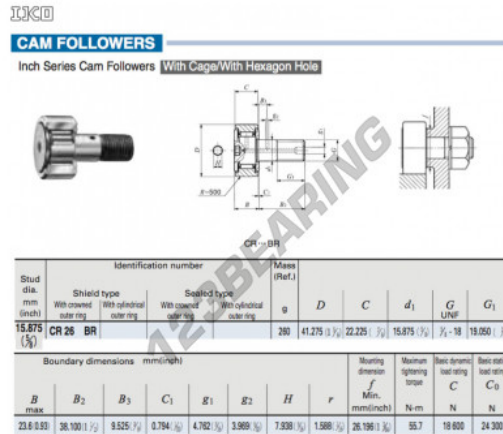 IKO
CAM FOLLOWERS
Inch Series Cam Followers With Cage/With Hexagon Hole
C
B₃
D
H
R=500
C₁
B
G₁
CR···BR
123BEARING
Stud dia. mm (inch)
Identification number
Mass (Ref.) g
Shield type
Sealed type
With crowned outer ring
With cylindrical outer ring
With crowned outer ring
With cylindrical outer ring
D C d₁ G UNF G₁
15.875 (⅝) CR 26 BR 260 41.275 (1⅝) 22.225 (⅞) 15.875 (⅝) ⅝ - 18 19.050 (¾)
Boundary dimensions mm(inch)
Mounting dimension f Min. mm(inch)
Maximum tightening torque N·m
Basic dynamic load rating C N
Basic static load rating C₀ N
B max B₂ B₃ C₁ g₁ g₂ H r
23.6(0.93) 38.100(1½) 9.525(⅜) 0.794(1/32) 4.762(3/16) 3.969(5/32) 7.938(5/16) 1.588(1/16) 26.196(1 1/32) 55.7 18 600 24 300